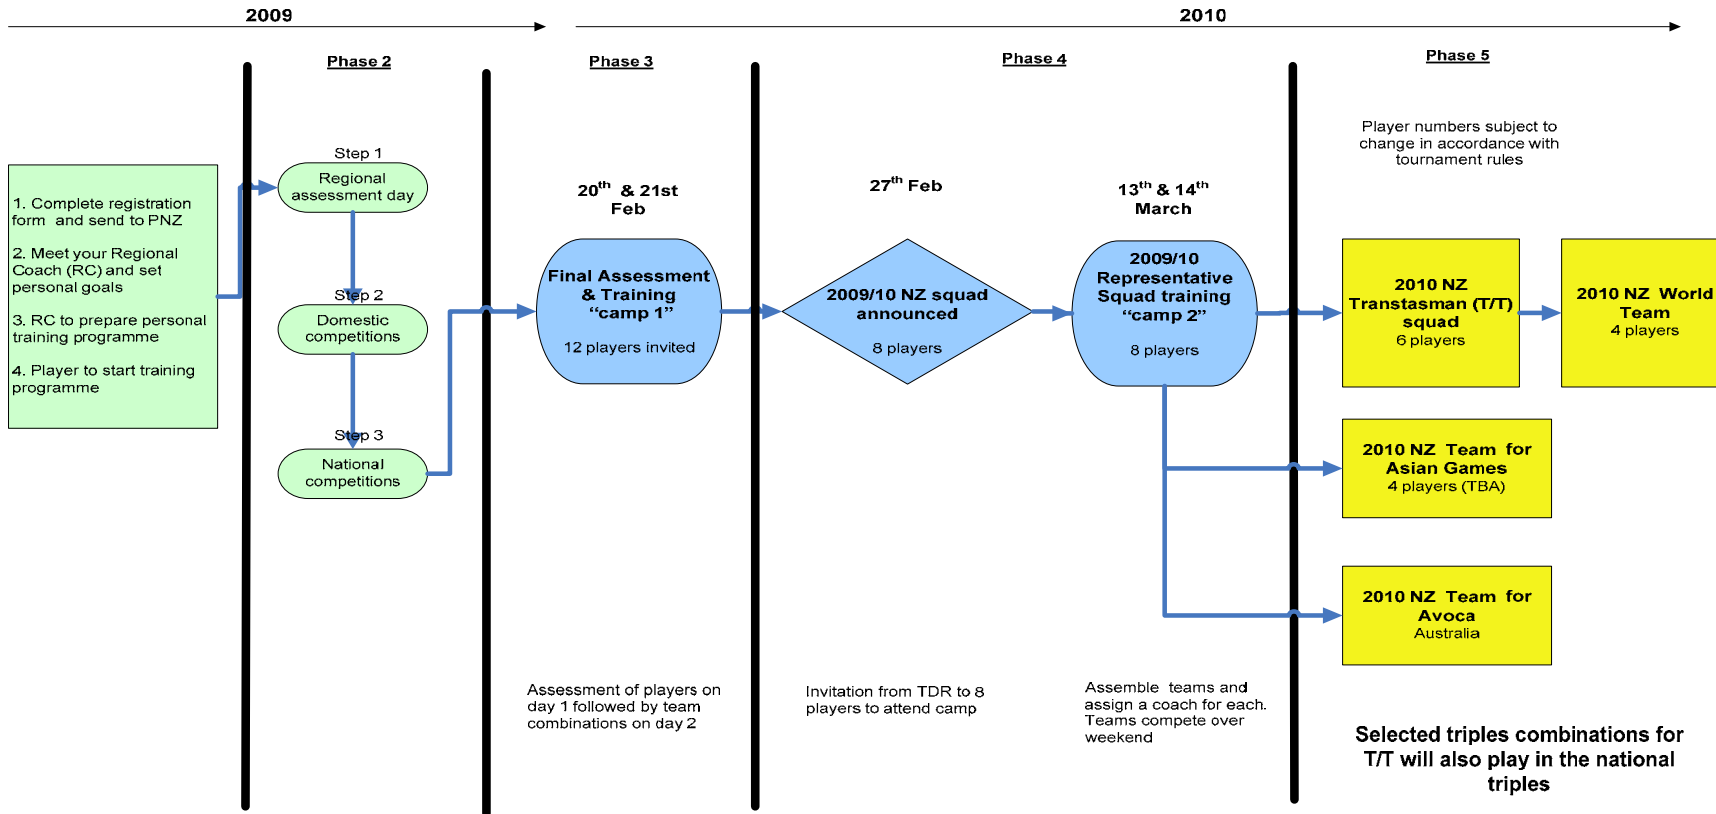 2009
2010
Phase 2
Phase 3
Phase 4
Phase 5
1. Complete registration
form and send to PNZ
2. Meet your Regional
Coach (RC) and set
personal goals
3. RC to prepare personal
training programme
4. Player to start training
programme
Step 1
Regional
assessment day
Step 2
Domestic
competitions
Step 3
National
competitions
20th & 21st
Feb
Final Assessment
& Training
“camp 1”
12 players invited
Assessment of players on
day 1 followed by team
combinations on day 2
27th Feb
2009/10 NZ squad
announced
8 players
Invitation from TDR to 8
players to attend camp
13th & 14th
March
2009/10
Representative
Squad training
“camp 2”
8 players
Assemble teams and
assign a coach for each.
Teams compete over
weekend
Player numbers subject to
change in accordance with
tournament rules
2010 NZ
Transtasman (T/T)
squad
6 players
2010 NZ World
Team
4 players
2010 NZ Team for
Asian Games
4 players (TBA)
2010 NZ Team for
Avoca
Australia
Selected triples combinations for
T/T will also play in the national
triples